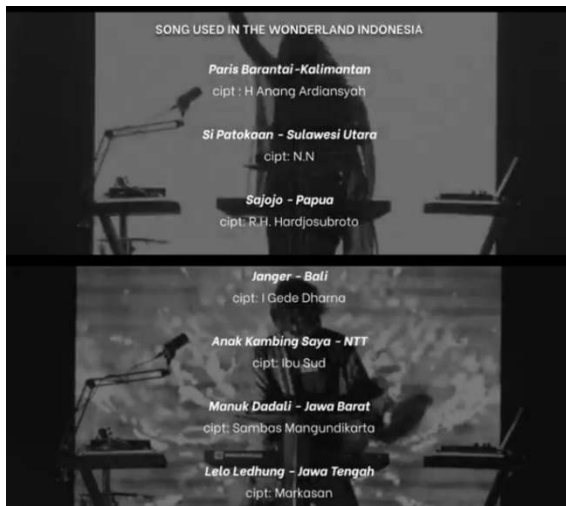 SONG USED IN THE WONDERLAND INDONESIA
Paris Barantai-Kalimantan
cipt : H Anang Ardiansyah
Si Patokaan - Sulawesi Utara
cipt: N.N
Sajojo - Papua
cipt: R.H. Hardjosubroto
Janger - Bali
cipt: I Gede Dharna
Anak Kambing Saya - NTT
cipt: Ibu Sud
Manuk Dadali - Jawa Barat
cipt: Sambas Mangundikarta
Lelo Ledhung - Jawa Tengah
cipt: Markasan